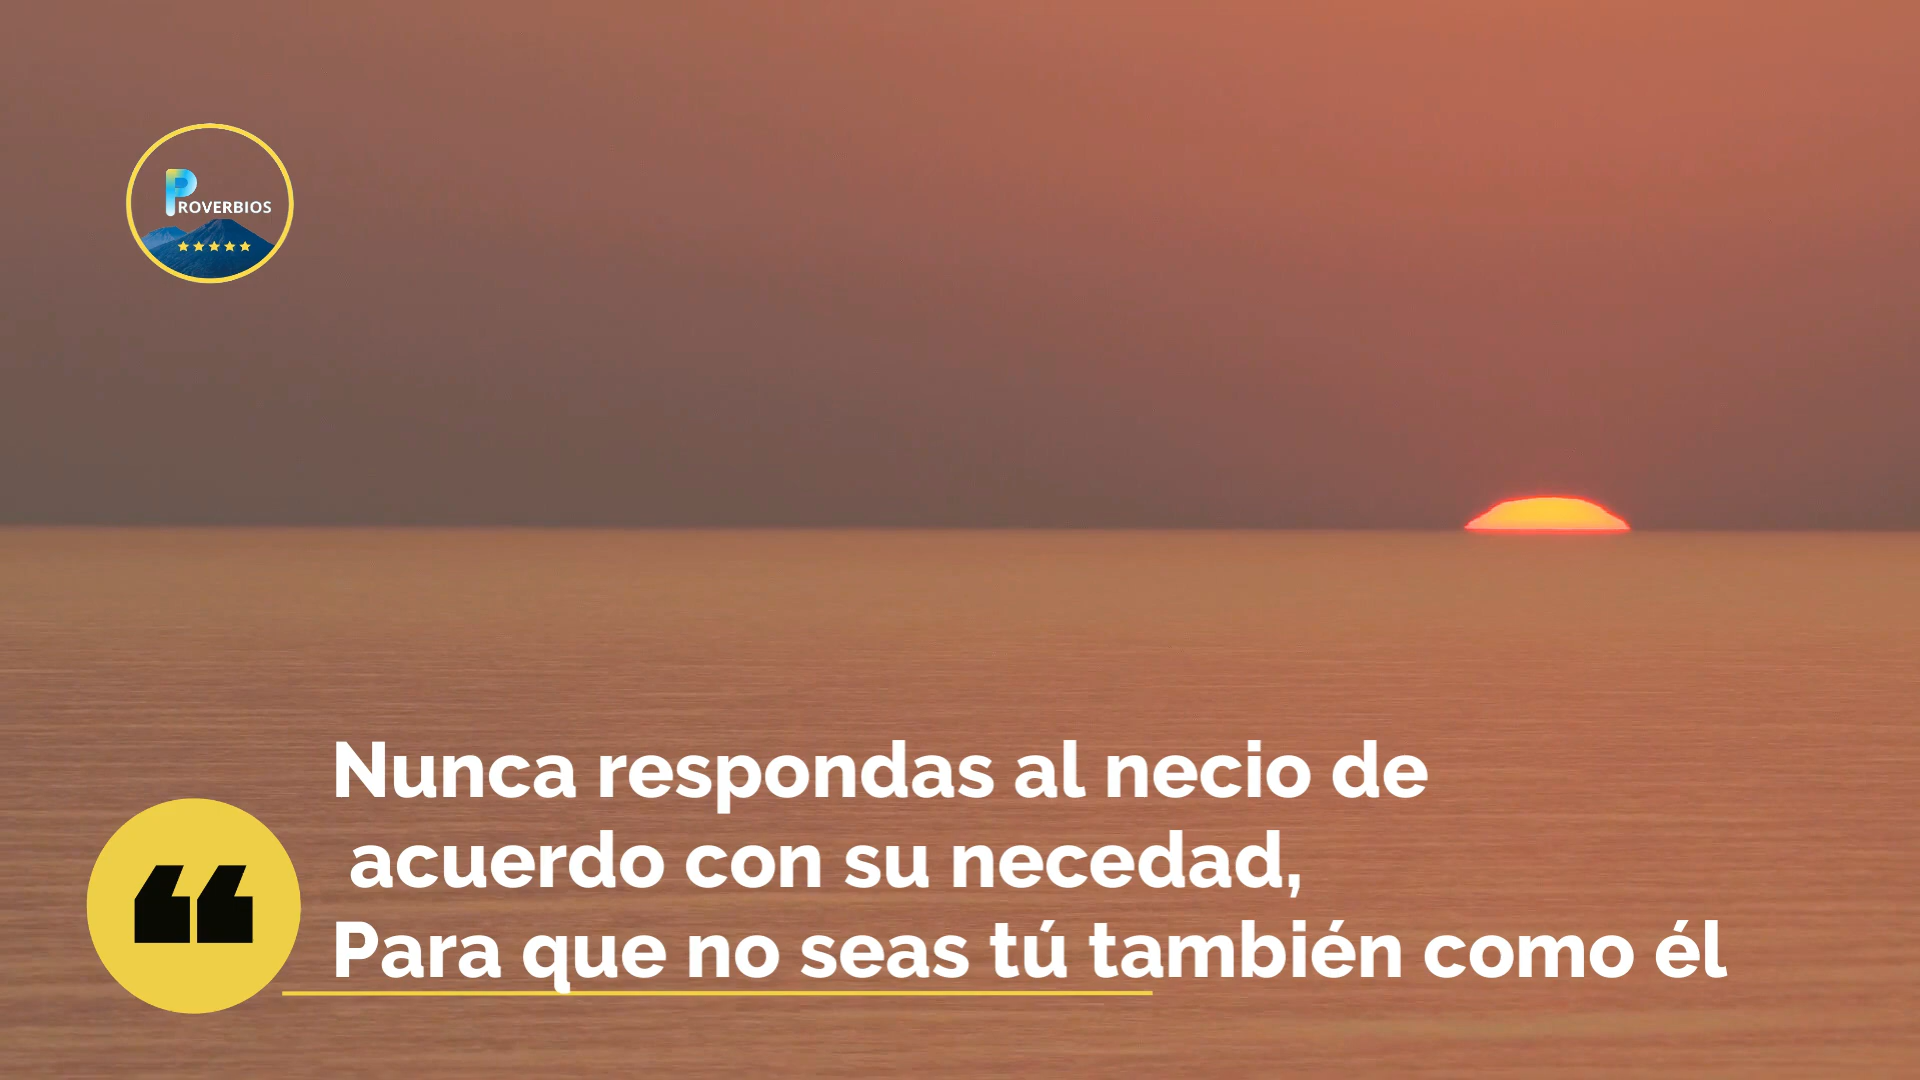 PROVERBIOS
Nunca respondas al necio de
acuerdo con su necedad,
Para que no seas tú también como él